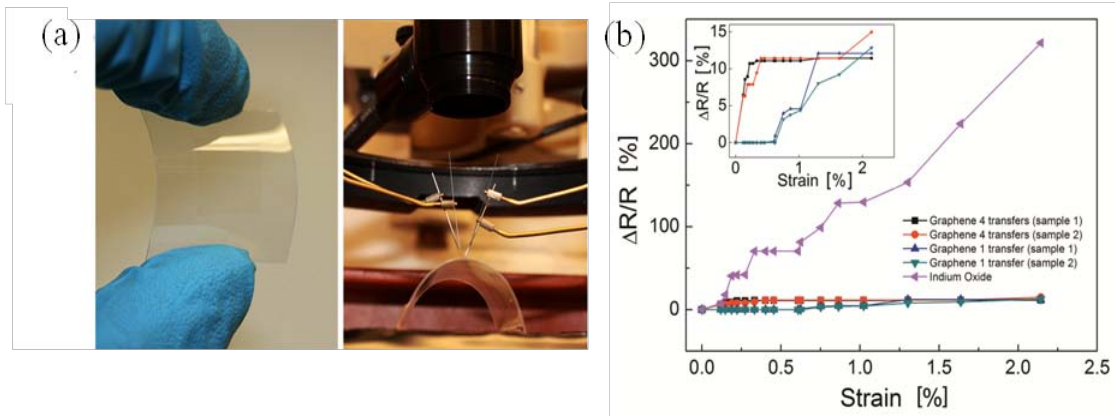 (a)
(b)
300
200
100
0
ΔR/R [%]
0.0 0.5 1.0 1.5 2.0 2.5
Strain [%]
15
10
5
0
ΔR/R [%]
0 1 2
Strain [%]
Graphene 4 transfers (sample 1)
Graphene 4 transfers (sample 2)
Graphene 1 transfer (sample 1)
Graphene 1 transfer (sample 2)
Indium Oxide